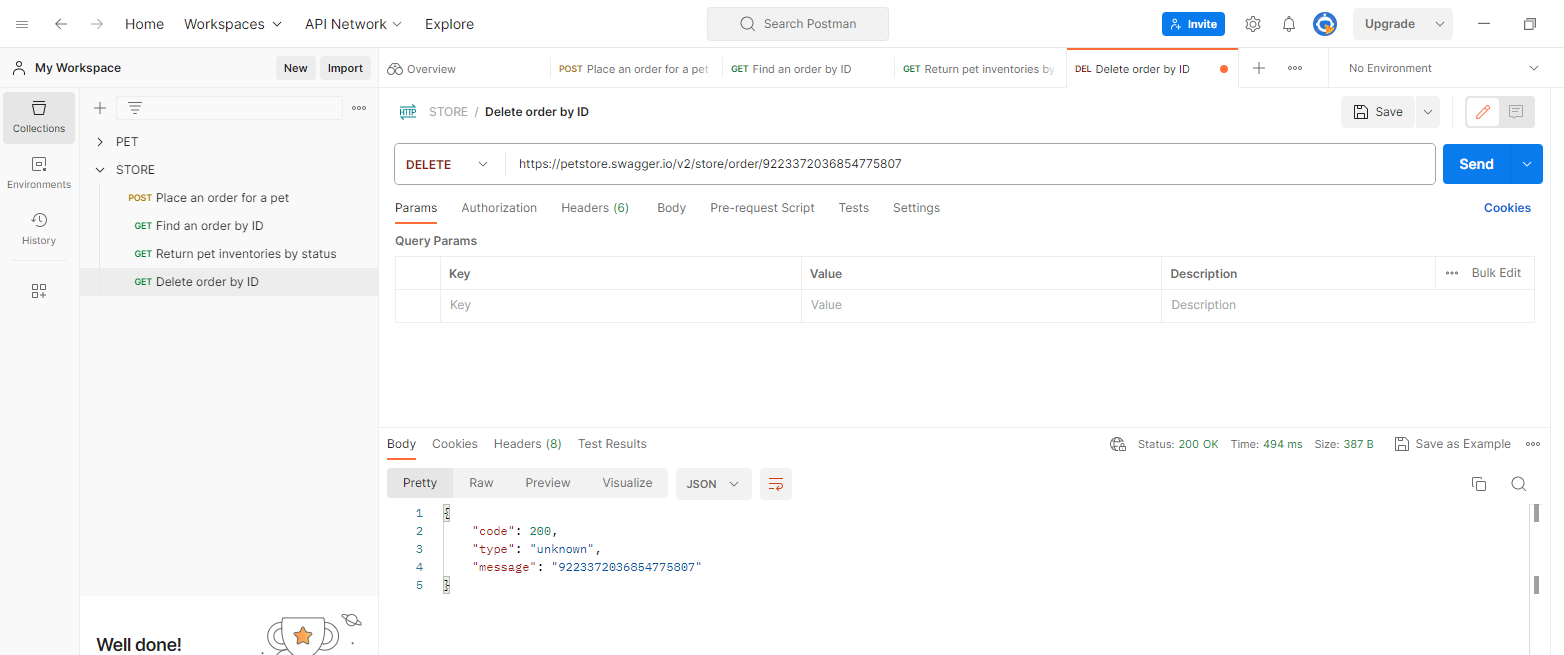 Home Workspaces API Network Explore Search Postman Invite Upgrade
My Workspace New Import Overview POST Place an order for a pet GET Find an order by ID GET Return pet inventories by DEL Delete order by ID No Environment
Collections
Environments
History
PET
STORE
POST Place an order for a pet
GET Find an order by ID
GET Return pet inventories by status
GET Delete order by ID
Well done!
HTTP STORE / Delete order by ID Save
DELETE https://petstore.swagger.io/v2/store/order/9223372036854775807 Send
Params Authorization Headers (6) Body Pre-request Script Tests Settings Cookies
Query Params
Key Value Description Bulk Edit
Key Value Description
Body Cookies Headers (8) Test Results Status: 200 OK Time: 494 ms Size: 387 B Save as Example
Pretty Raw Preview Visualize JSON
1 {
2 "code": 200,
3 "type": "unknown",
4 "message": "9223372036854775807"
5 }